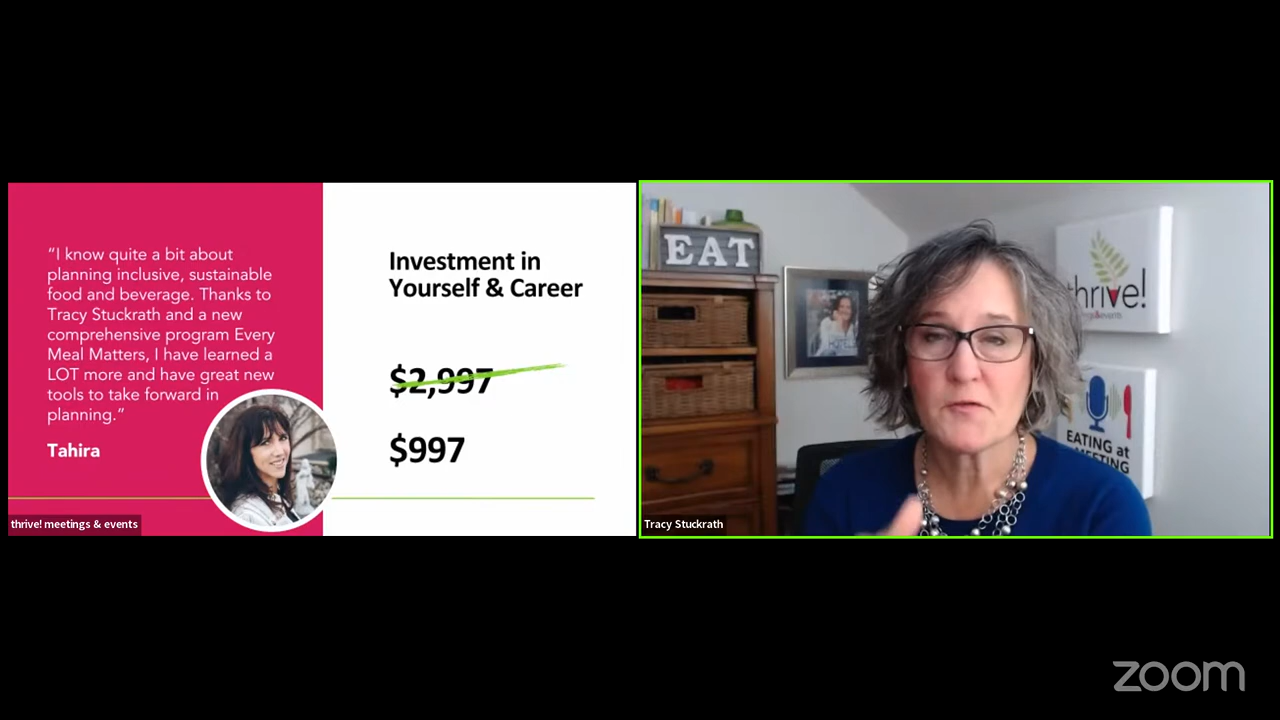 “I know quite a bit about
planning inclusive, sustainable
food and beverage. Thanks to
Tracy Stuckrath and a new
comprehensive program Every
Meal Matters, I have learned a
LOT more and have great new
tools to take forward in
planning.”
Tahira
thrive! meetings & events
Investment in
Yourself & Career
$2,997
$997
EAT
thrive!
EATING at
MEETING
Tracy Stuckrath
zoom